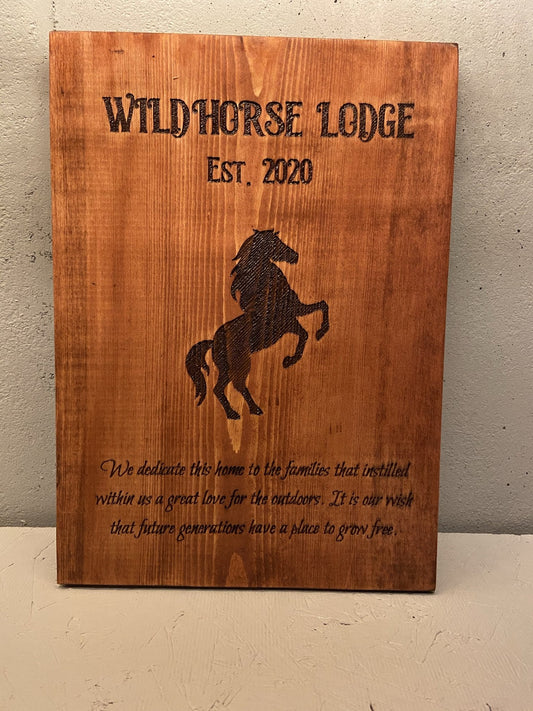 WILDHORSE LODGE
EST. 2020
We dedicate this home to the families that instilled
within us a great love for the outdoors. It is our wish
that future generations have a place to grow free.